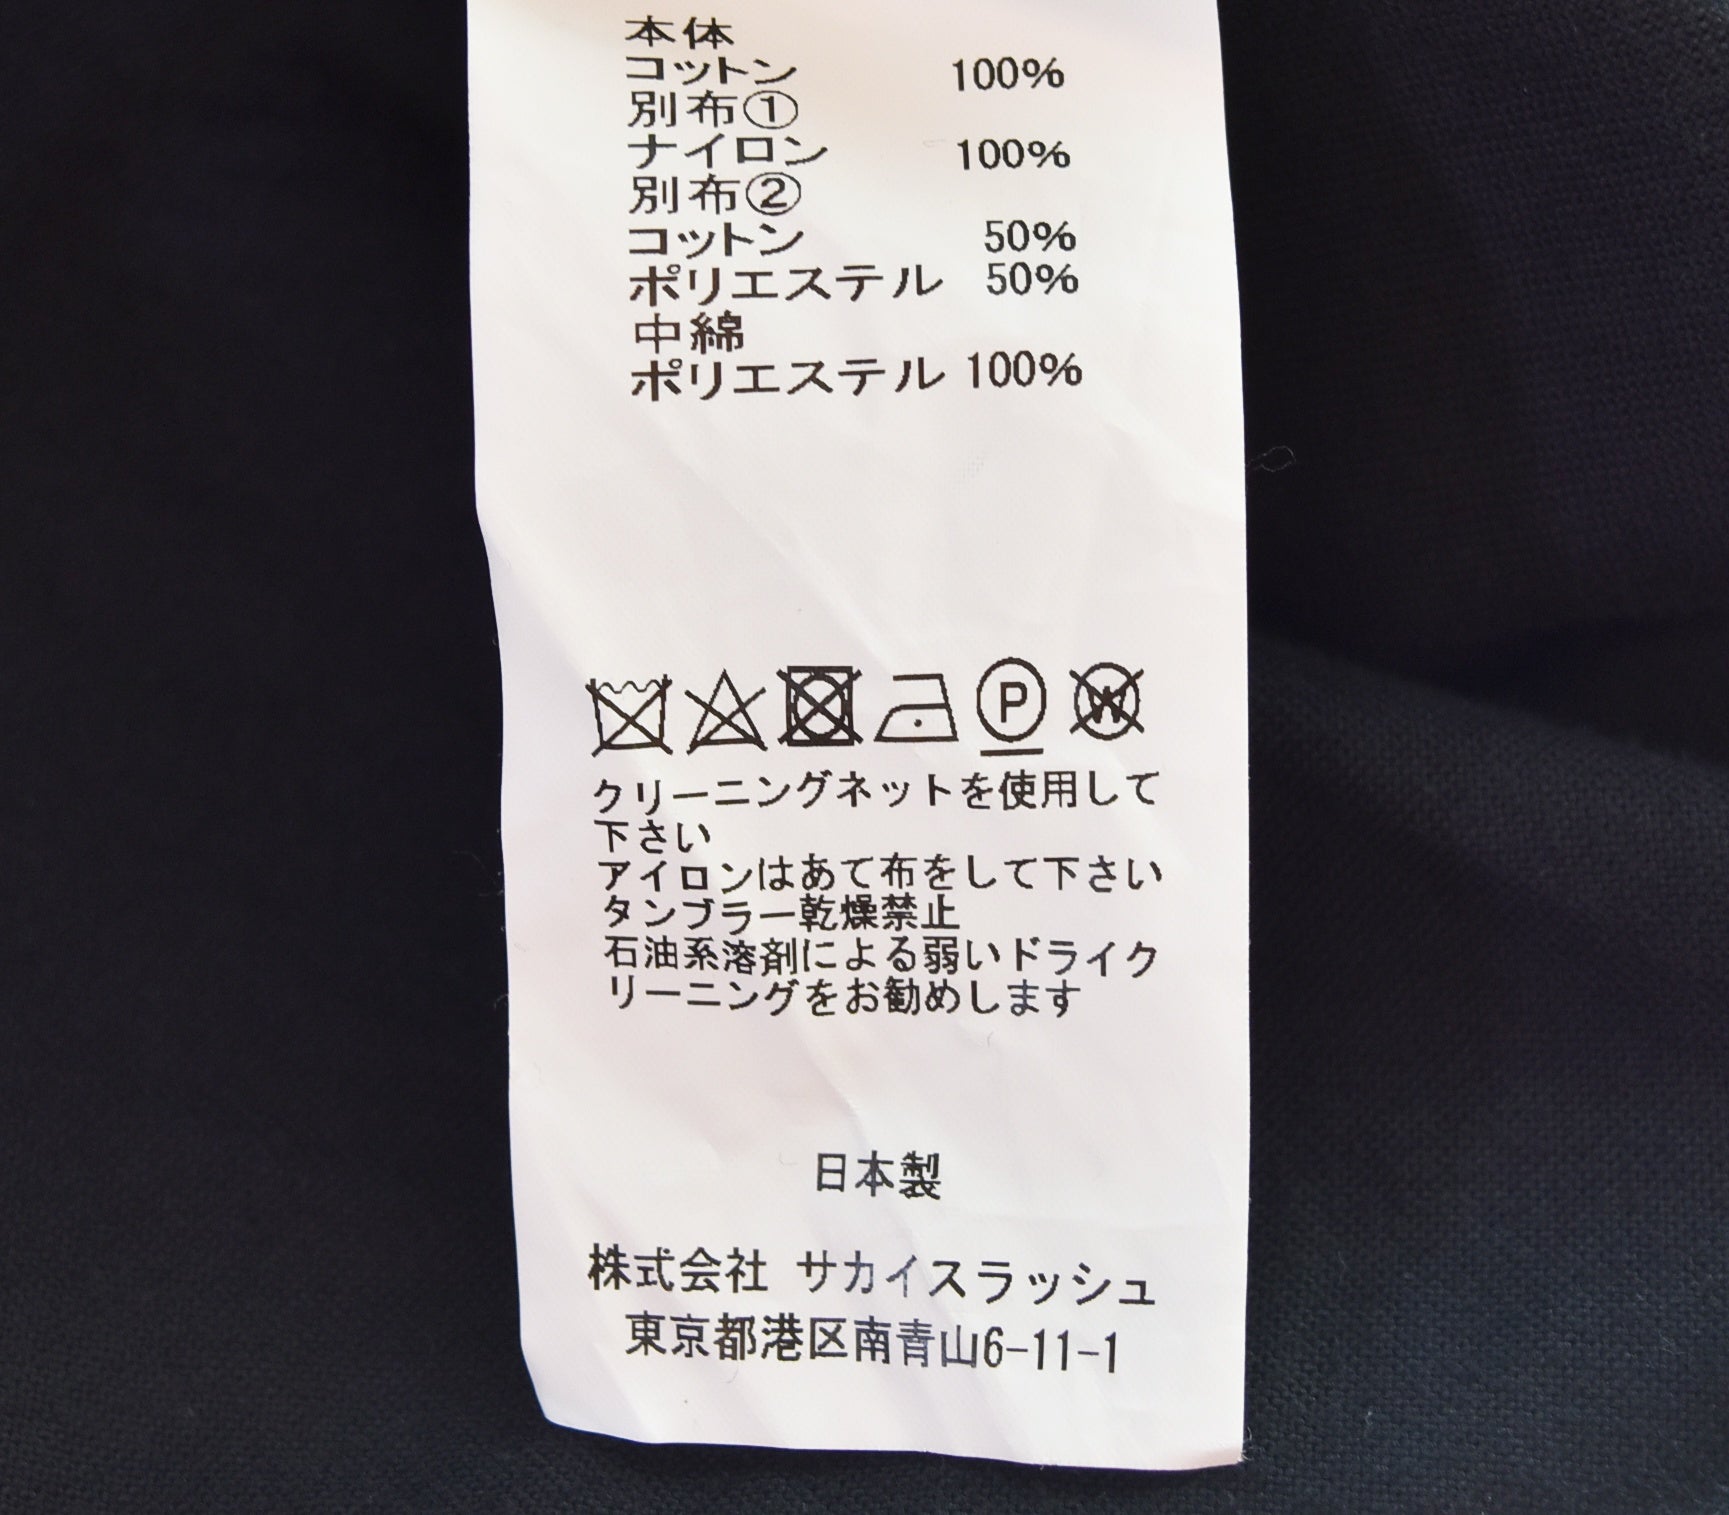 本体
コットン 100%
別布①
ナイロン 100%
別布②
コットン 50%
ポリエステル 50%
中綿
ポリエステル 100%
P W
クリーニングネットを使用して
下さい
アイロンはあて布をして下さい
タンブラー乾燥禁止
石油系溶剤による弱いドライク
リーニングをお勧めします
日本製
株式会社 サカイスラッシュ
東京都港区南青山6-11-1